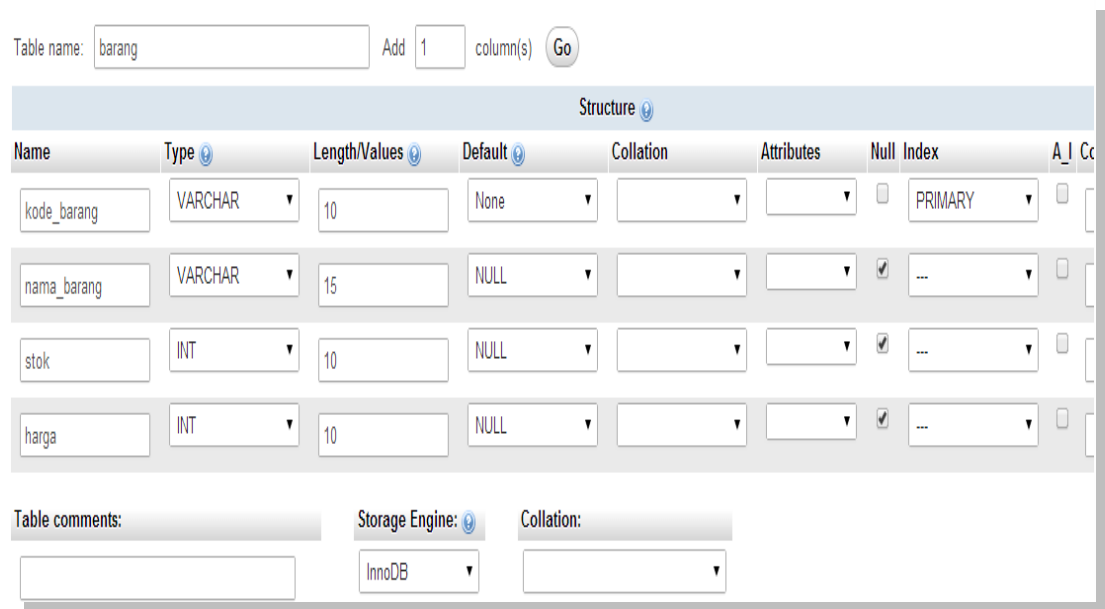 Table name: barang Add 1 column(s) Go
Structure
Name Type Length/Values Default Collation Attributes Null Index A_I
kode_barang VARCHAR 10 None PRIMARY
nama_barang VARCHAR 15 NULL ---
stok INT 10 NULL ---
harga INT 10 NULL ---
Table comments: Storage Engine: Collation:
InnoDB